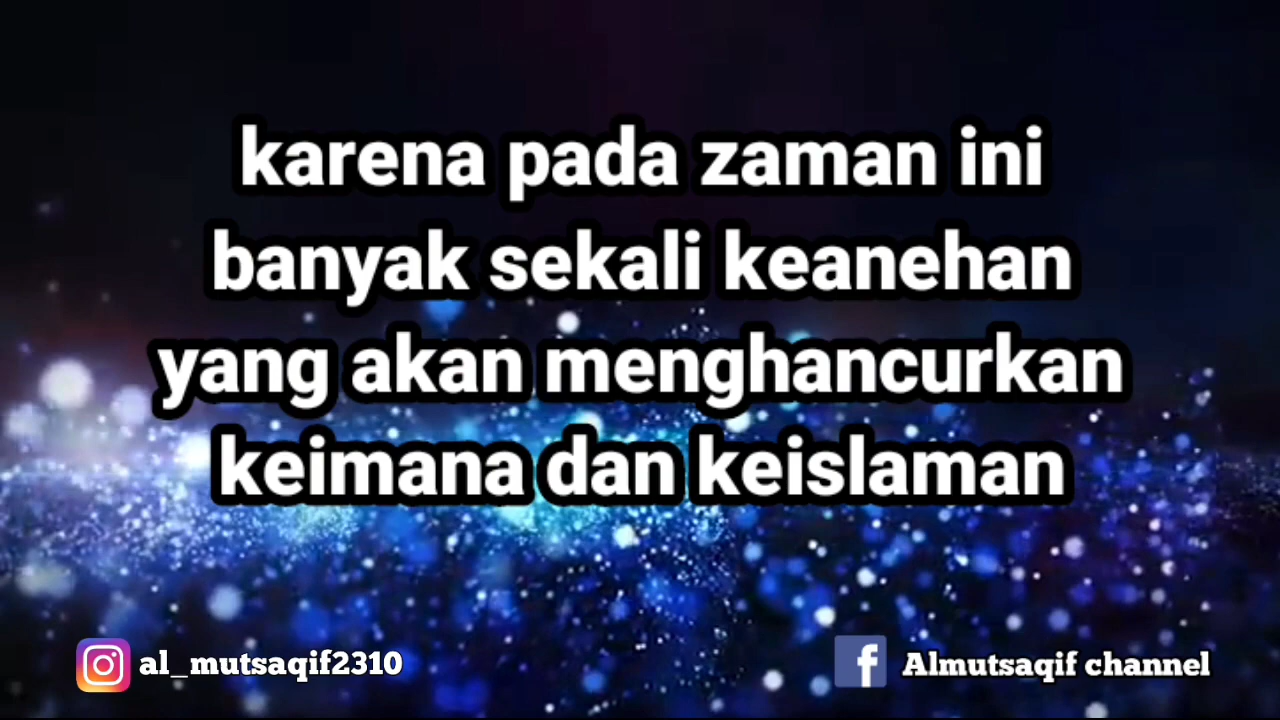 karena pada zaman ini
banyak sekali keanehan
yang akan menghancurkan
keimana dan keislaman
al_mutsaqif2310
f Almutsaqif channel